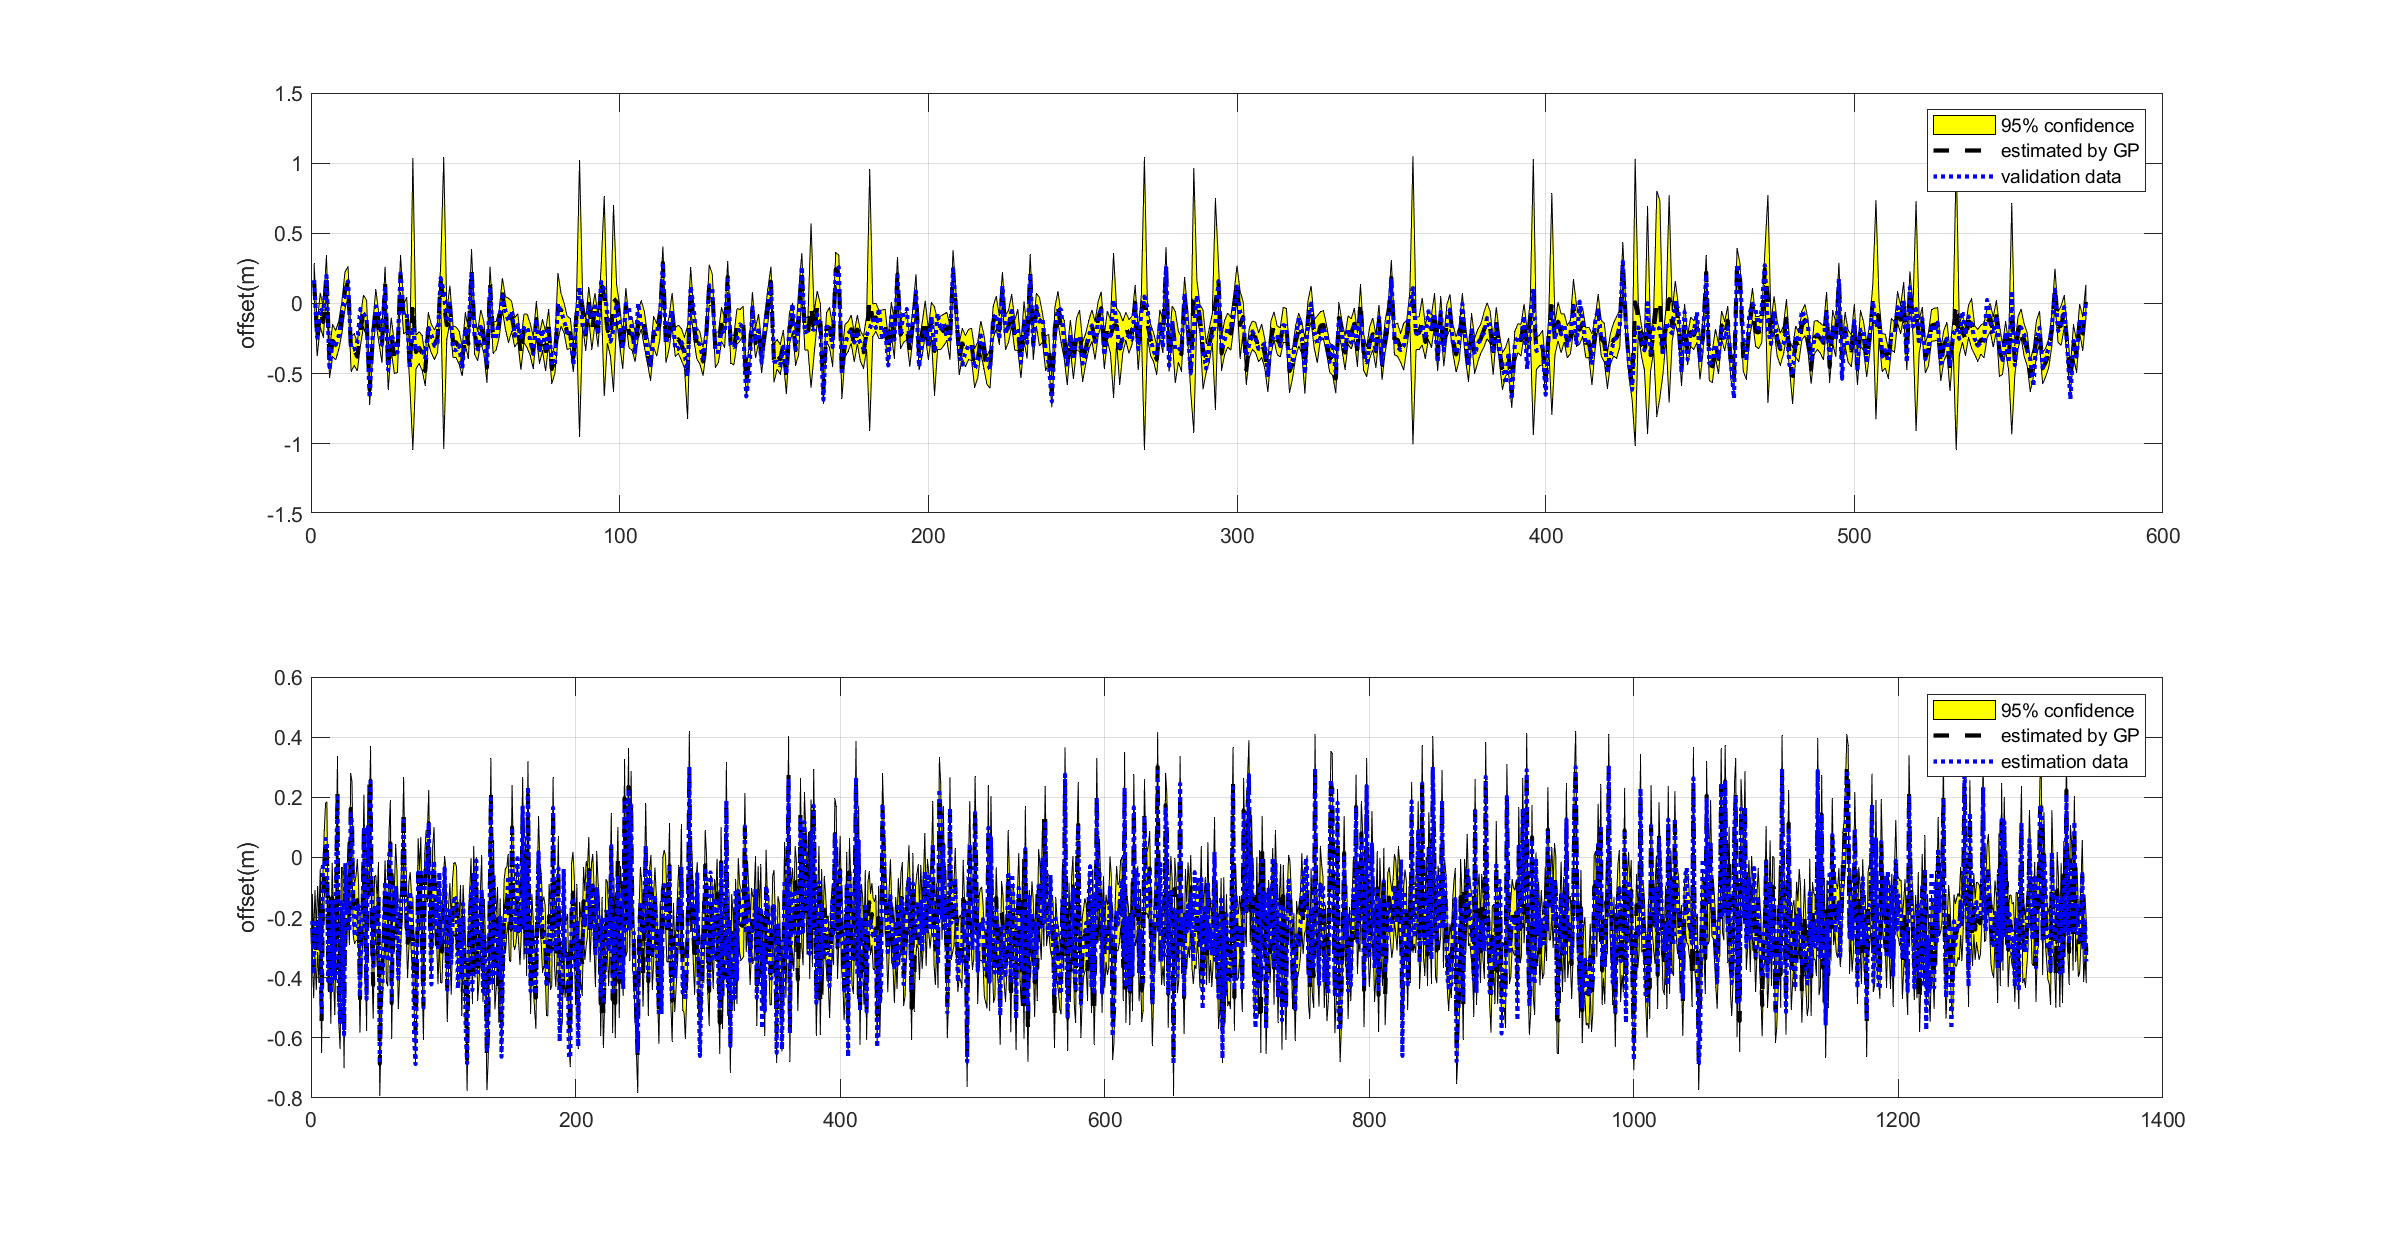 1.5
1
0.5
0
-0.5
-1
-1.5
offset(m)
0 100 200 300 400 500 600
95% confidence
estimated by GP
validation data
0.6
0.4
0.2
0
-0.2
-0.4
-0.6
-0.8
offset(m)
0 200 400 600 800 1000 1200 1400
95% confidence
estimated by GP
estimation data